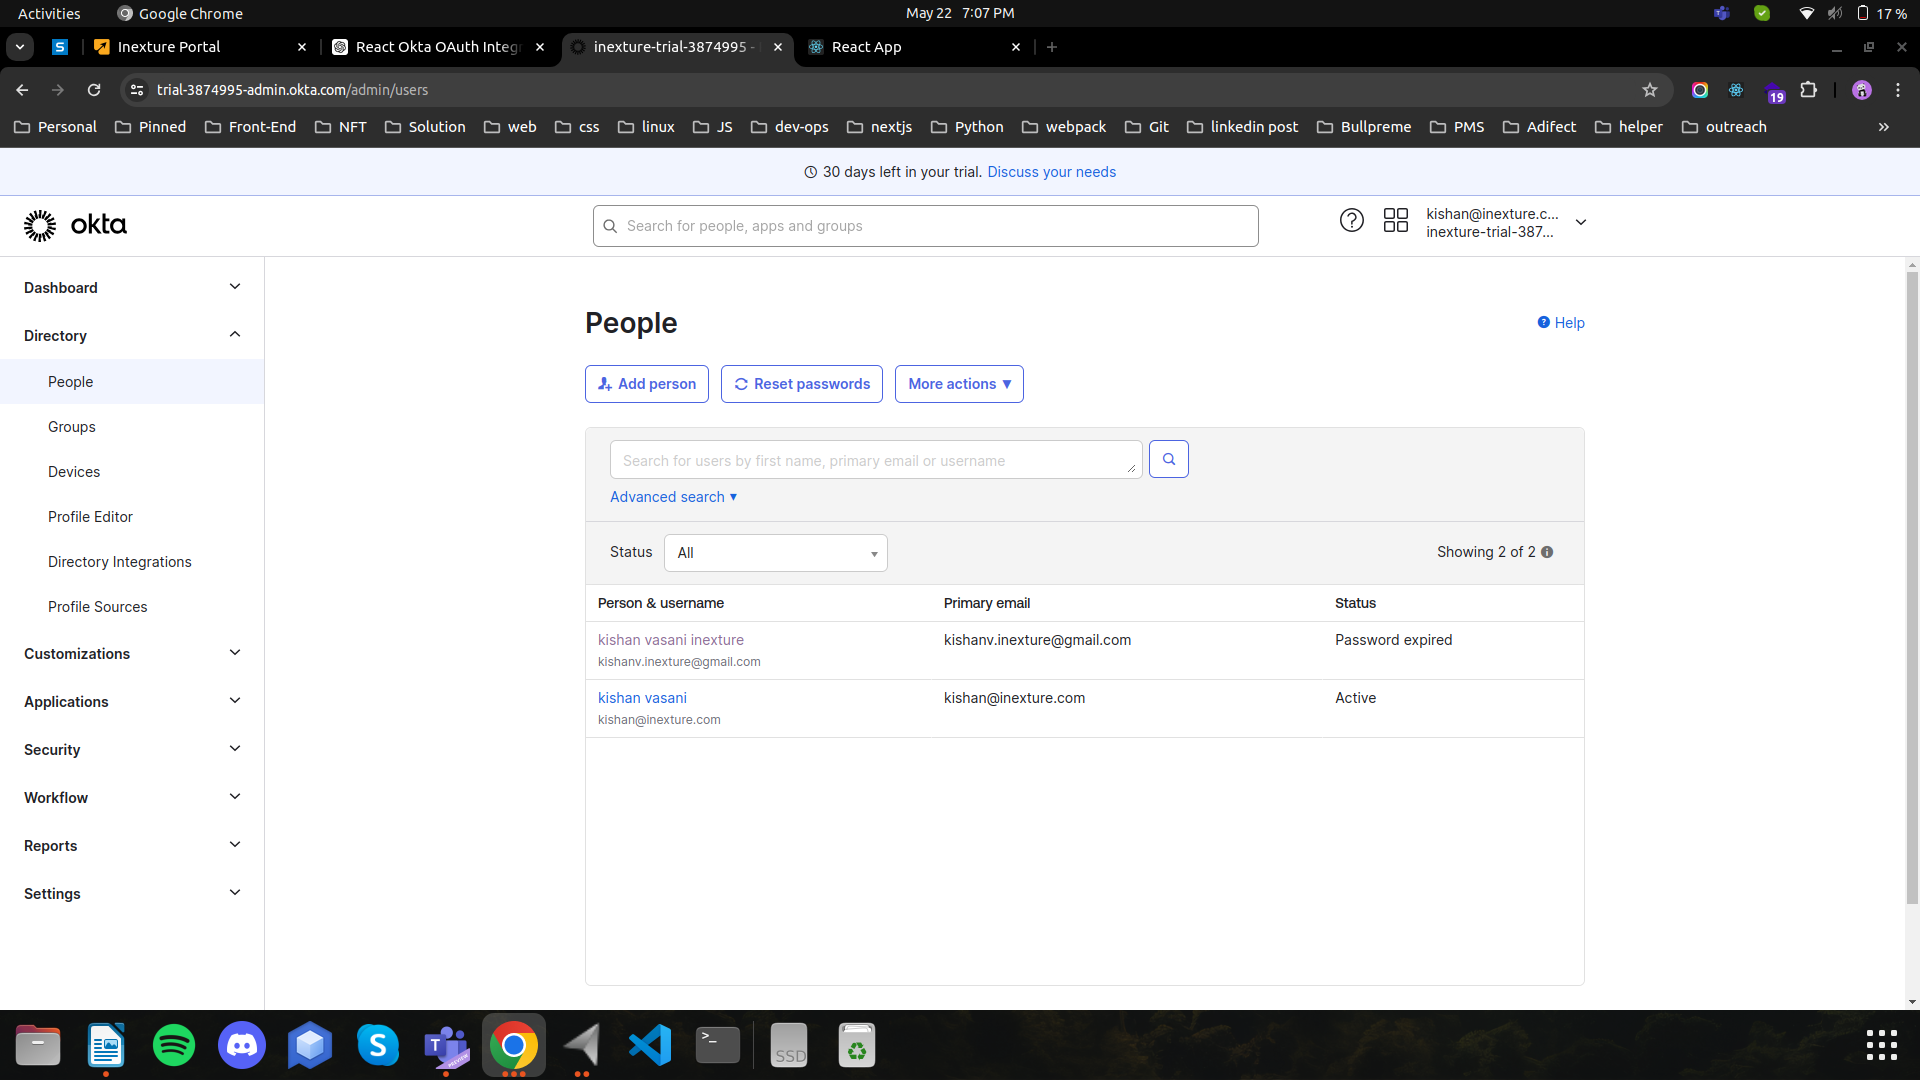 Activities
Google Chrome
May 22 7:07 PM
17 %
S
Inexture Portal
React Okta OAuth Integr
inexture-trial-3874995 -
React App
trial-3874995-admin.okta.com/admin/users
19
Personal
Pinned
Front-End
NFT
Solution
web
css
linux
JS
dev-ops
nextjs
Python
webpack
Git
linkedin post
Bullpreme
PMS
Adifect
helper
outreach
30 days left in your trial. Discuss your needs
okta
Search for people, apps and groups
kishan@inexture.c...
inexture-trial-387...
Dashboard
Directory
People
Groups
Devices
Profile Editor
Directory Integrations
Profile Sources
Customizations
Applications
Security
Workflow
Reports
Settings
People
Help
Add person
Reset passwords
More actions
Search for users by first name, primary email or username
Advanced search
Status
All
Showing 2 of 2
Person & username
Primary email
Status
kishan vasani inexture
kishanv.inexture@gmail.com
kishanv.inexture@gmail.com
Password expired
kishan vasani
kishan@inexture.com
kishan@inexture.com
Active
S
T
PREVIEW
>_
SSD